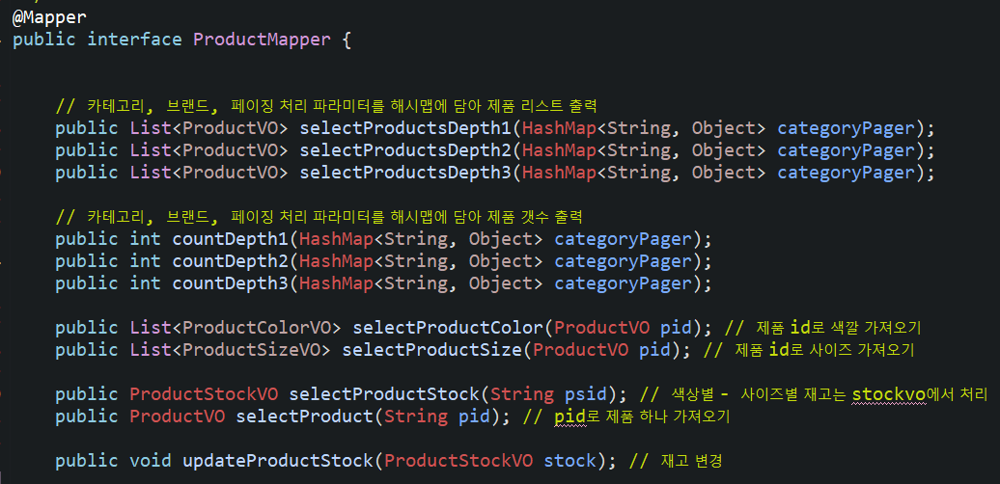 @Mapper
public interface ProductMapper {
// 카테고리, 브랜드, 페이징 처리 파라미터를 해시맵에 담아 제품 리스트 출력
public List<ProductVO> selectProductsDepth1(HashMap<String, Object> categoryPager);
public List<ProductVO> selectProductsDepth2(HashMap<String, Object> categoryPager);
public List<ProductVO> selectProductsDepth3(HashMap<String, Object> categoryPager);
// 카테고리, 브랜드, 페이징 처리 파라미터를 해시맵에 담아 제품 갯수 출력
public int countDepth1(HashMap<String, Object> categoryPager);
public int countDepth2(HashMap<String, Object> categoryPager);
public int countDepth3(HashMap<String, Object> categoryPager);
public List<ProductColorVO> selectProductColor(ProductVO pid); // 제품 id로 색깔 가져오기
public List<ProductSizeVO> selectProductSize(ProductVO pid); // 제품 id로 사이즈 가져오기
public ProductStockVO selectProductStock(String psid); // 색상별 - 사이즈별 재고는 stockvo에서 처리
public ProductVO selectProduct(String pid); // pid로 제품 하나 가져오기
public void updateProductStock(ProductStockVO stock); // 재고 변경